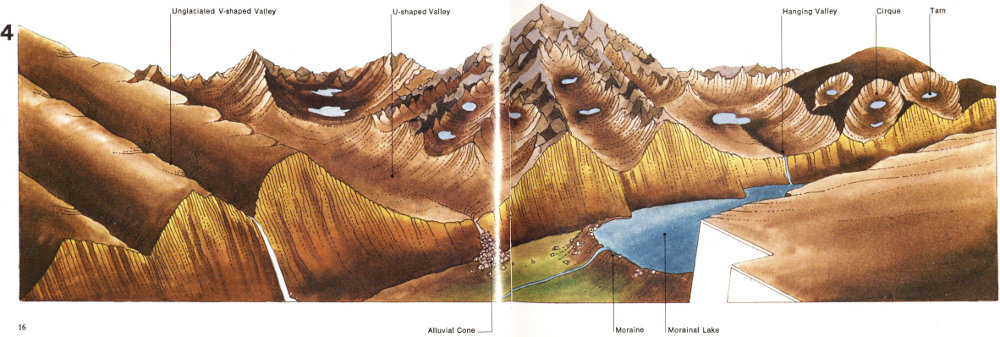 Unglaciated V-shaped Valley
U-shaped Valley
Hanging Valley
Cirque
Tarn
4
16
Alluvial Cone
Moraine
Morainal Lake